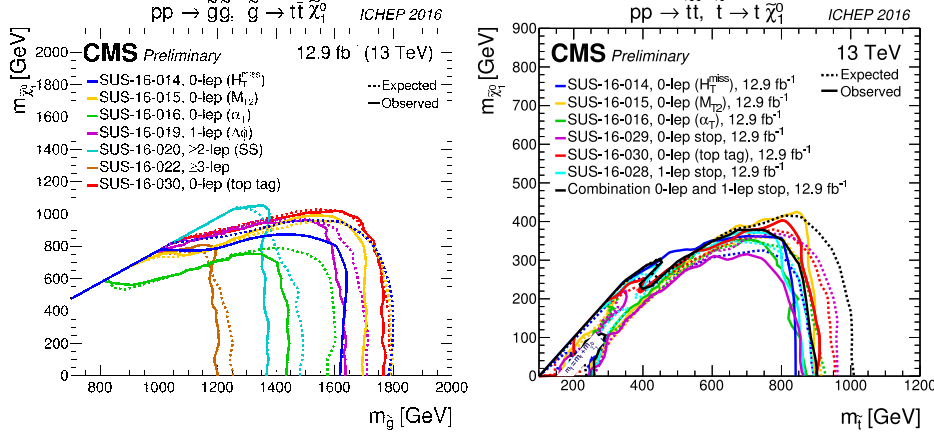 pp → g̃g̃, g̃ → tt̄ χ̃₁⁰ ICHEP 2016
CMS Preliminary 12.9 fb (13 TeV)
SUS-16-014, 0-lep (H_T^miss)
SUS-16-015, 0-lep (M_T2)
SUS-16-016, 0-lep (α_T)
SUS-16-019, 1-lep (Δφ)
SUS-16-020, ≥2-lep (SS)
SUS-16-022, ≥3-lep
SUS-16-030, 0-lep (top tag)
Expected
Observed
m_χ̃₁⁰ [GeV]
2000
1800
1600
1400
1200
1000
800
600
400
200
0
800 1000 1200 1400 1600 1800 2000
m_g̃ [GeV]
pp → t̃t̃, t̃ → t χ̃₁⁰ ICHEP 2016
CMS Preliminary 13 TeV
SUS-16-014, 0-lep (H_T^miss), 12.9 fb⁻¹
SUS-16-015, 0-lep (M_T2), 12.9 fb⁻¹
SUS-16-016, 0-lep (α_T), 12.9 fb⁻¹
SUS-16-029, 0-lep stop, 12.9 fb⁻¹
SUS-16-030, 0-lep (top tag), 12.9 fb⁻¹
SUS-16-028, 1-lep stop, 12.9 fb⁻¹
Combination 0-lep and 1-lep stop, 12.9 fb⁻¹
Expected
Observed
m_χ̃₁⁰ [GeV]
900
800
700
600
500
400
300
200
100
0
200 400 600 800 1000 1200
m_t̃ [GeV]